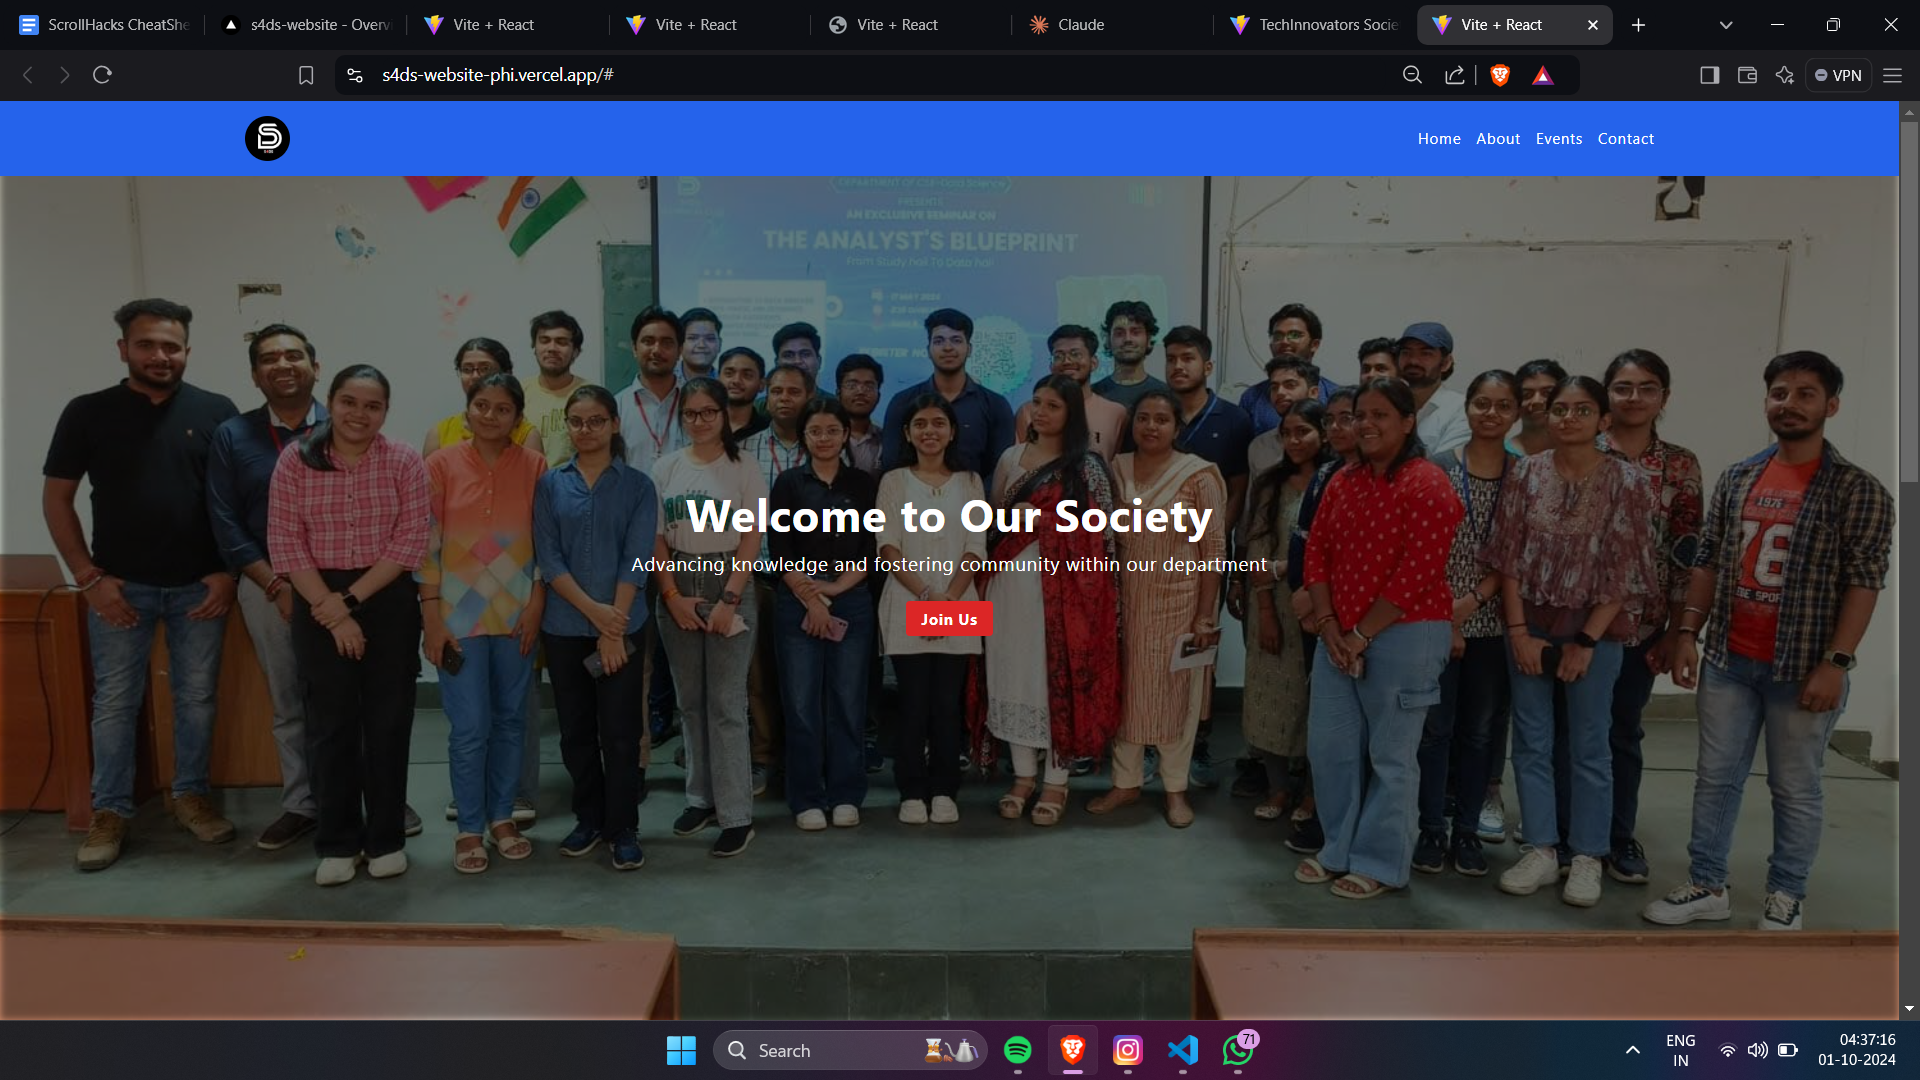 ScrollHacks CheatShe
s4ds-website - Overvi
Vite + React
Vite + React
Vite + React
Claude
TechInnovators Socie
Vite + React
s4ds-website-phi.vercel.app/#
VPN
Home About Events Contact
DEPARTMENT OF CSE-Data Science
PRESENTS
AN EXCLUSIVE SEMINAR ON
THE ANALYST'S BLUEPRINT
From Study hall To Data hall
Welcome to Our Society
Advancing knowledge and fostering community within our department
Join Us
1975
78
Search
71
ENG
IN
04:37:16
01-10-2024